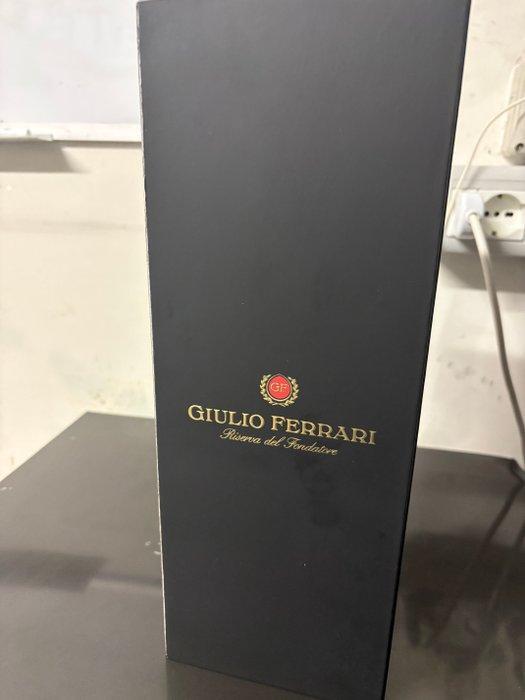 GF
GIULIO FERRARI
Riserva del Fondatore